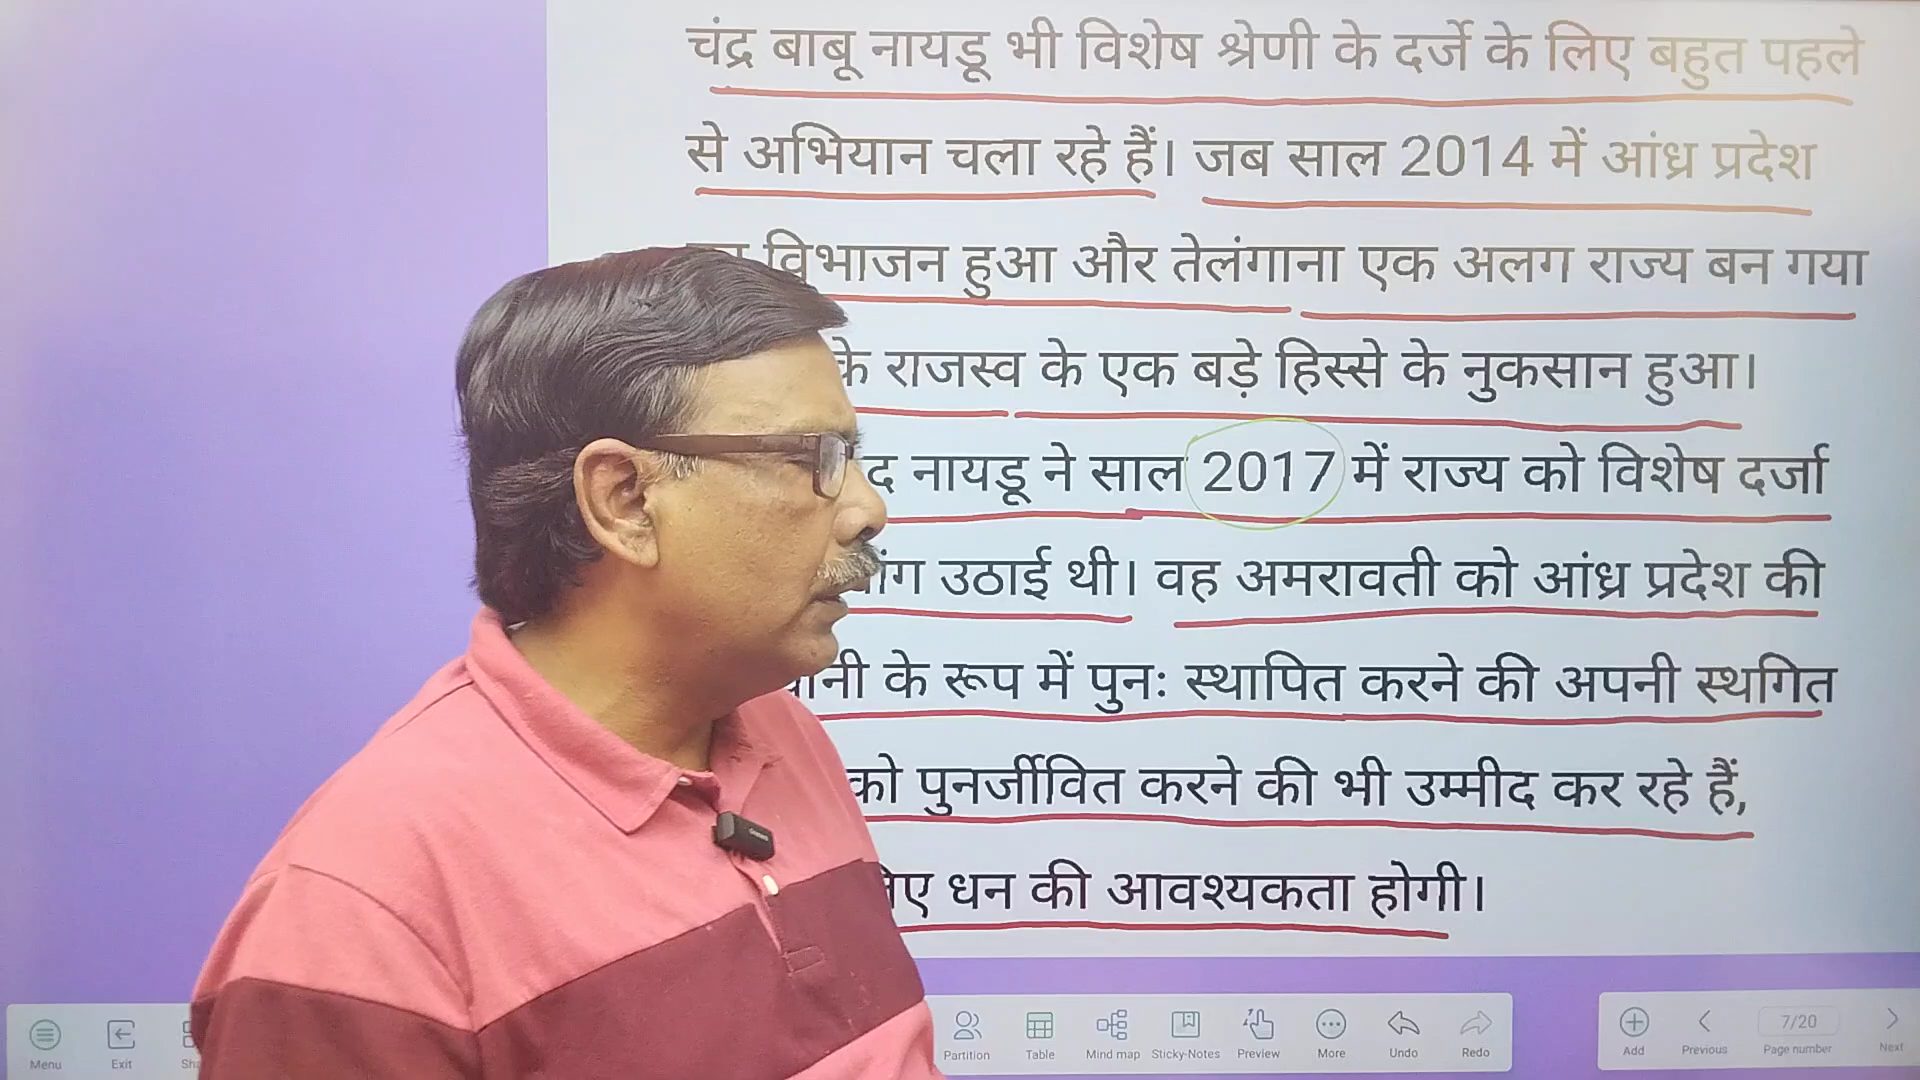 चंद्र बाबू नायडू भी विशेष श्रेणी के दर्जे के लिए बहुत पहले
से अभियान चला रहे हैं। जब साल 2014 में आंध्र प्रदेश
विभाजन हुआ और तेलंगाना एक अलग राज्य बन गया
के राजस्व के एक बड़े हिस्से के नुकसान हुआ।
नायडू ने साल 2017 में राज्य को विशेष दर्जा
उठाई थी। वह अमरावती को आंध्र प्रदेश की
के रूप में पुनः स्थापित करने की अपनी स्थगित
को पुनर्जीवित करने की भी उम्मीद कर रहे हैं,
धन की आवश्यकता होगी।
Menu Exit Partition Table Mind map Sticky-Notes Preview More Undo Redo Add Previous 7/20 Page number Next